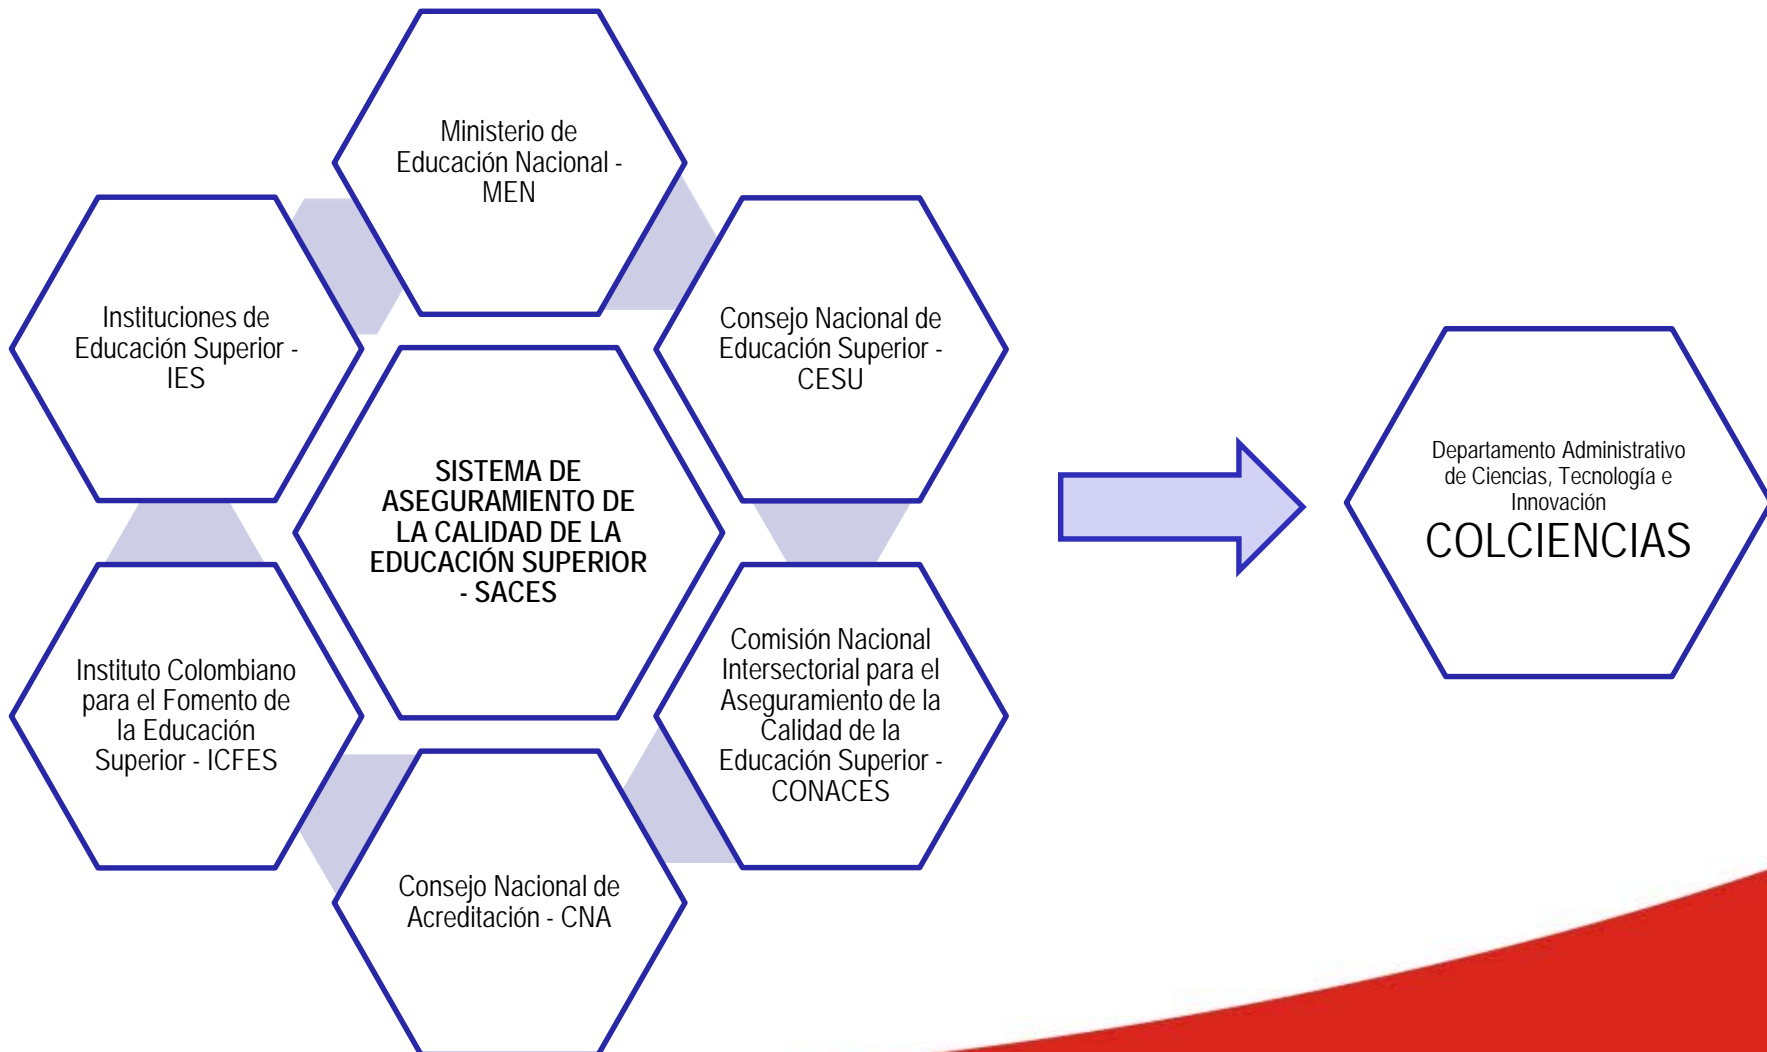 Ministerio de
Educación Nacional -
MEN
Instituciones de
Educación Superior -
IES
Consejo Nacional de
Educación Superior -
CESU
SISTEMA DE
ASEGURAMIENTO DE
LA CALIDAD DE LA
EDUCACIÓN SUPERIOR
- SACES
Departamento Administrativo
de Ciencias, Tecnología e
Innovación
COLCIENCIAS
Instituto Colombiano
para el Fomento de
la Educación
Superior - ICFES
Comisión Nacional
Intersectorial para el
Aseguramiento de la
Calidad de la
Educación Superior -
CONACES
Consejo Nacional de
Acreditación - CNA